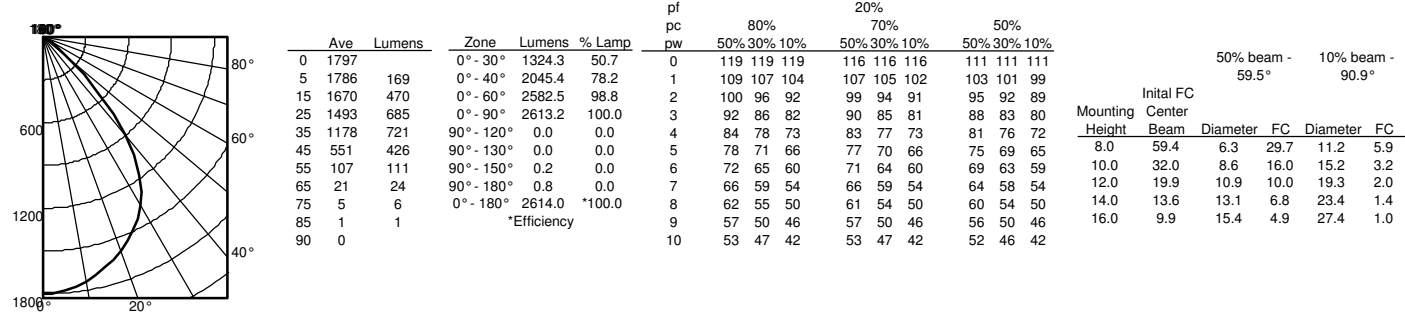 180°
80°
60°
40°
600
1200
1800
0°
20°
Ave Lumens
0 1797
5 1786 169
15 1670 470
25 1493 685
35 1178 721
45 551 426
55 107 111
65 21 24
75 5 6
85 1 1
90 0
Zone Lumens % Lamp
0° - 30° 1324.3 50.7
0° - 40° 2045.4 78.2
0° - 60° 2582.5 98.8
0° - 90° 2613.2 100.0
90° - 120° 0.0 0.0
90° - 130° 0.0 0.0
90° - 150° 0.2 0.0
90° - 180° 0.8 0.0
0° - 180° 2614.0 *100.0
*Efficiency
pf 20%
pc 80% 70% 50%
pw 50% 30% 10% 50% 30% 10% 50% 30% 10%
0 119 119 119 116 116 116 111 111 111
1 109 107 104 107 105 102 103 101 99
2 100 96 92 99 94 91 95 92 89
3 92 86 82 90 85 81 88 83 80
4 84 78 73 83 77 73 81 76 72
5 78 71 66 77 70 66 75 69 65
6 72 65 60 71 64 60 69 63 59
7 66 59 54 66 59 54 64 58 54
8 62 55 50 61 54 50 60 54 50
9 57 50 46 57 50 46 56 50 46
10 53 47 42 53 47 42 52 46 42
50% beam - 10% beam -
59.5° 90.9°
Inital FC
Mounting Center
Height Beam Diameter FC Diameter FC
8.0 59.4 6.3 29.7 11.2 5.9
10.0 32.0 8.6 16.0 15.2 3.2
12.0 19.9 10.9 10.0 19.3 2.0
14.0 13.6 13.1 6.8 23.4 1.4
16.0 9.9 15.4 4.9 27.4 1.0